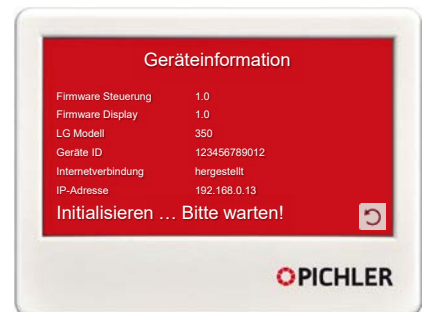 Geräteinformation
Firmware Steuerung 1.0
Firmware Display 1.0
LG Modell 350
Geräte ID 123456789012
Internetverbindung hergestellt
IP-Adresse 192.168.0.13
Initialisieren … Bitte warten!
PICHLER